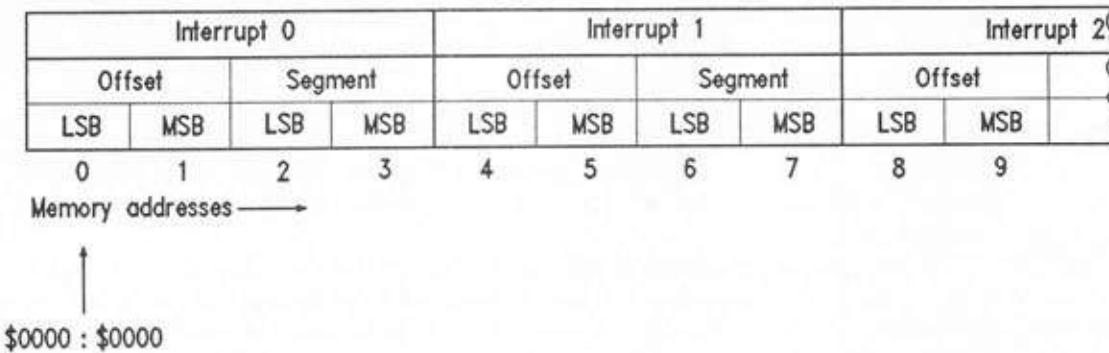 Interrupt 0 Interrupt 1 Interrupt 2
Offset Segment Offset Segment Offset
LSB MSB LSB MSB LSB MSB LSB MSB LSB MSB
0 1 2 3 4 5 6 7 8 9
Memory addresses
$0000 : $0000